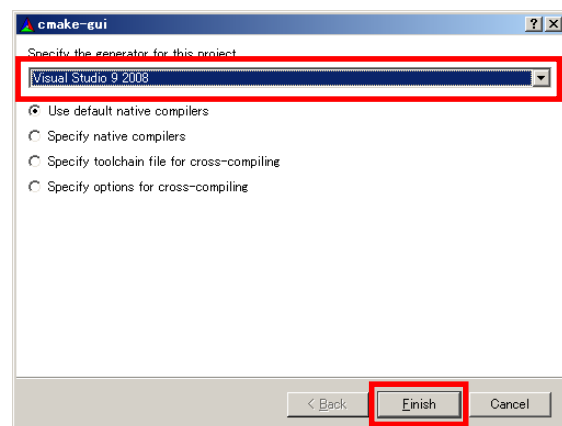 cmake-gui
Specify the generator for this project
Visual Studio 9 2008
Use default native compilers
Specify native compilers
Specify toolchain file for cross-compiling
Specify options for cross-compiling
< Back Finish Cancel